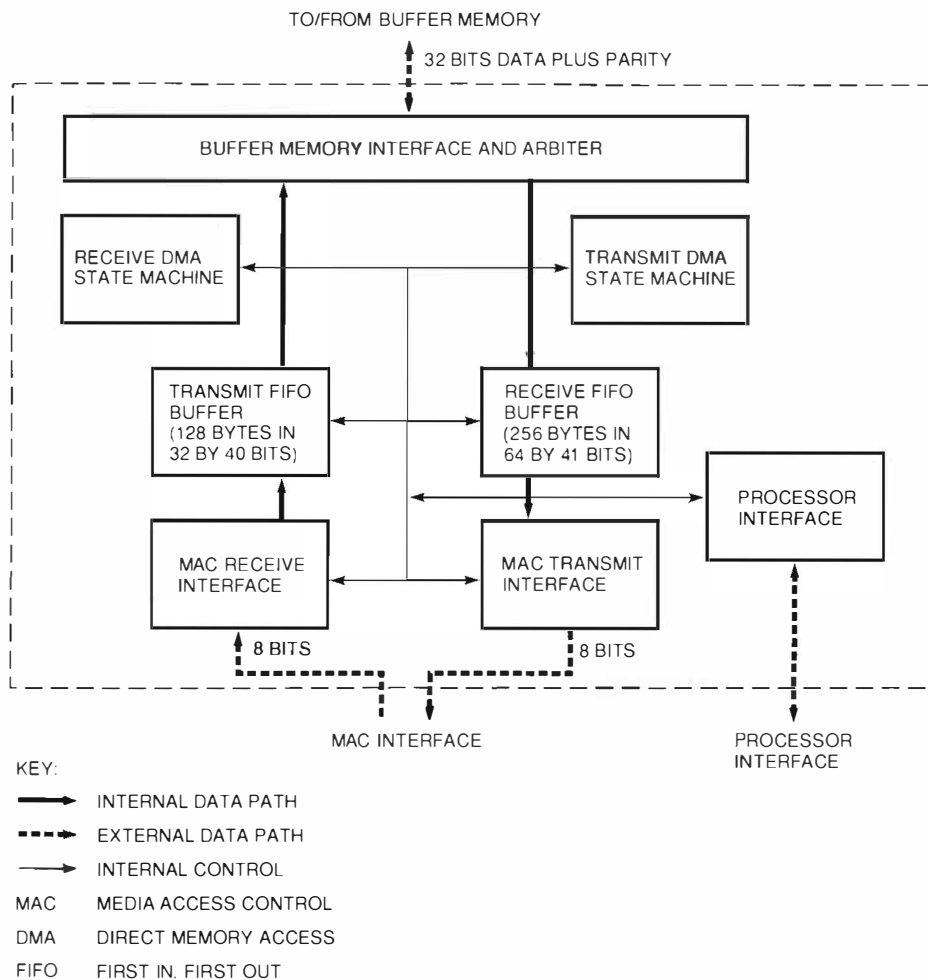 TO/FROM BUFFER MEMORY
32 BITS DATA PLUS PARITY
BUFFER MEMORY INTERFACE AND ARBITER
RECEIVE DMA
STATE MACHINE
TRANSMIT DMA
STATE MACHINE
TRANSMIT FIFO
BUFFER
(128 BYTES IN
32 BY 40 BITS)
RECEIVE FIFO
BUFFER
(256 BYTES IN
64 BY 41 BITS)
PROCESSOR
INTERFACE
MAC RECEIVE
INTERFACE
MAC TRANSMIT
INTERFACE
8 BITS
8 BITS
MAC INTERFACE
PROCESSOR
INTERFACE
KEY:
INTERNAL DATA PATH
EXTERNAL DATA PATH
INTERNAL CONTROL
MAC MEDIA ACCESS CONTROL
DMA DIRECT MEMORY ACCESS
FIFO FIRST IN, FIRST OUT